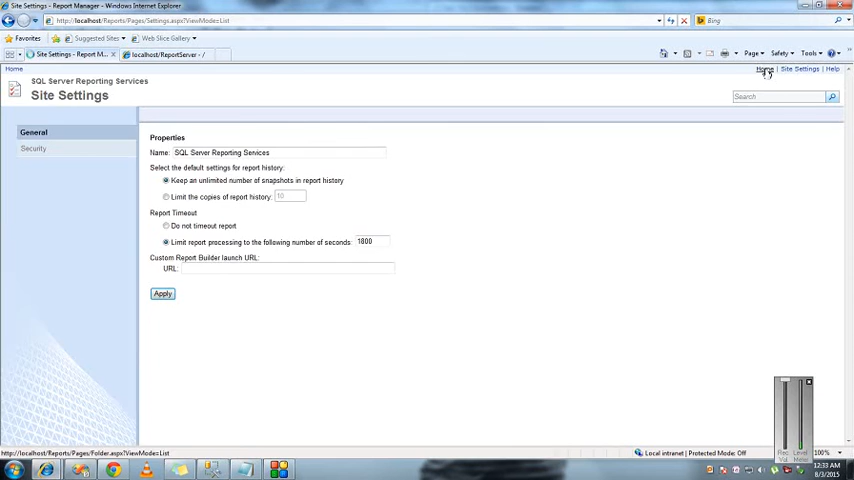 Site Settings - Report Manager - Windows Internet Explorer
http://localhost/Reports/Pages/Settings.aspx?ViewMode=List
Bing
Favorites
Suggested Sites
Web Slice Gallery
Site Settings - Report M...
localhost/ReportServer - /
Page
Safety
Tools
Home
Home | Site Settings | Help
SQL Server Reporting Services
Site Settings
Search
General
Security
Properties
Name: SQL Server Reporting Services
Select the default settings for report history:
Keep an unlimited number of snapshots in report history
Limit the copies of report history: 10
Report Timeout
Do not timeout report
Limit report processing to the following number of seconds: 1800
Custom Report Builder launch URL:
URL:
Apply
Rec Vol
Level Meter
http://localhost/Reports/Pages/Folder.aspx?ViewMode=List
Local intranet | Protected Mode: Off
100%
12:33 AM
8/3/2015